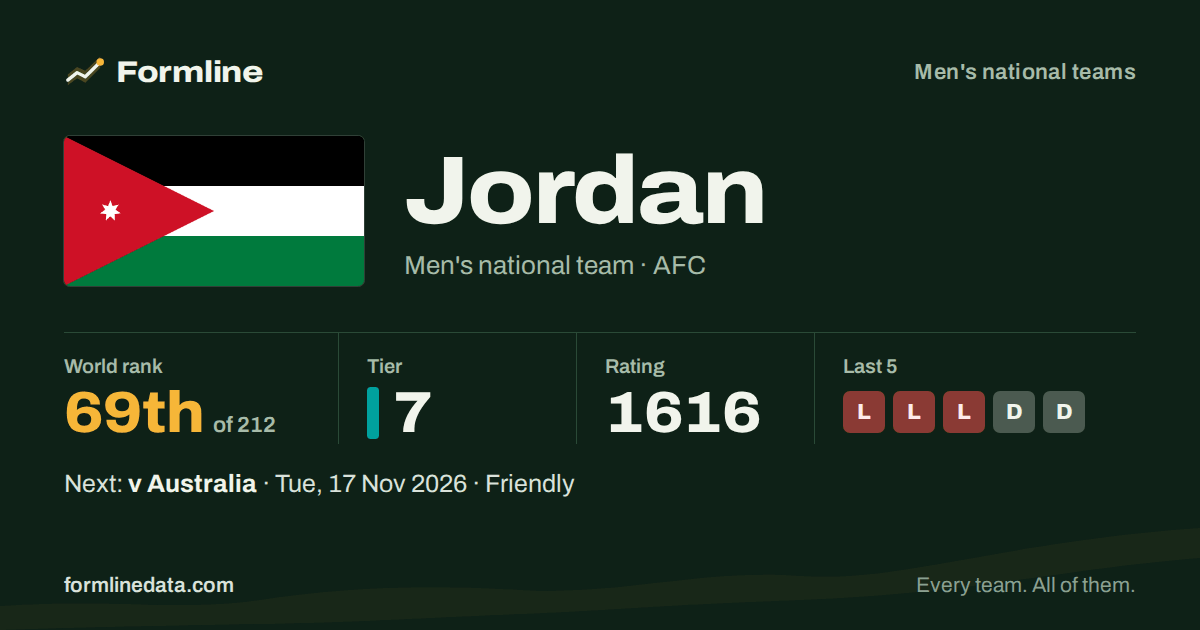 Formline
Men's national teams
Jordan
Men's national team · AFC
World rank
69th of 212
Tier
7
Rating
1616
Last 5
L L L D D
Next: v Australia · Tue, 17 Nov 2026 · Friendly
formlinedata.com
Every team. All of them.